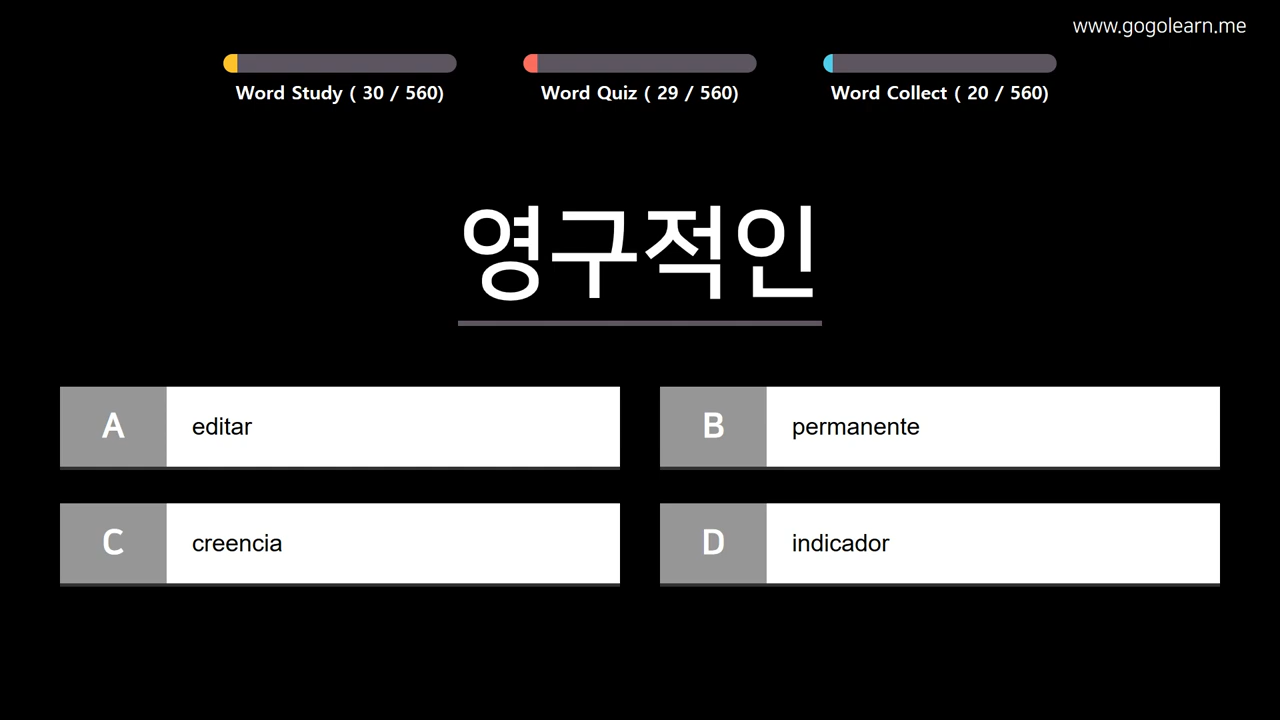 www.gogolearn.me
Word Study ( 30 / 560)
Word Quiz ( 29 / 560)
Word Collect ( 20 / 560)
영구적인
A editar
B permanente
C creencia
D indicador